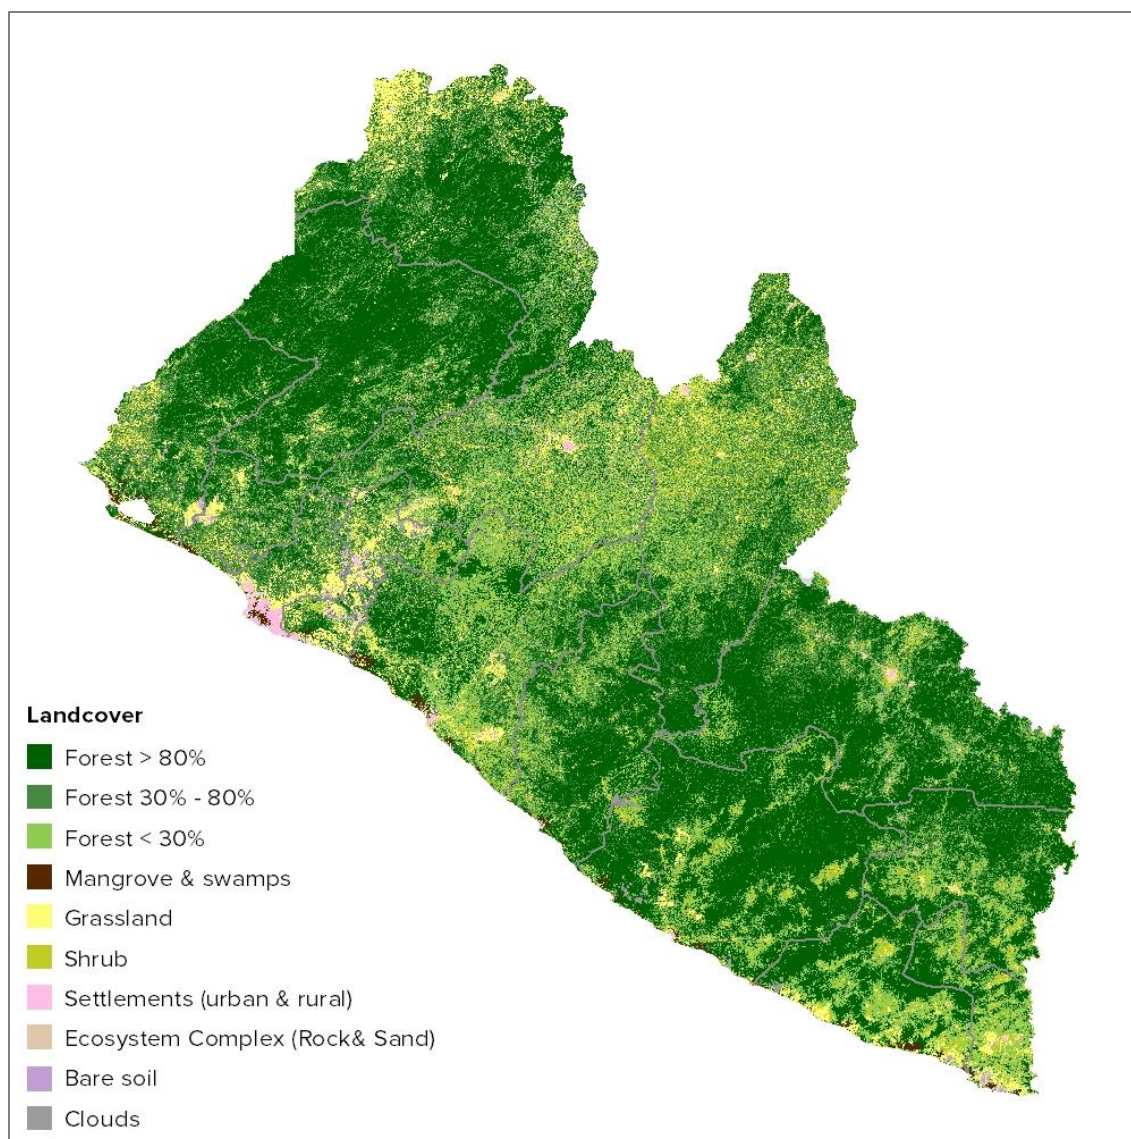 Landcover
Forest > 80%
Forest 30% - 80%
Forest < 30%
Mangrove & swamps
Grassland
Shrub
Settlements (urban & rural)
Ecosystem Complex (Rock& Sand)
Bare soil
Clouds